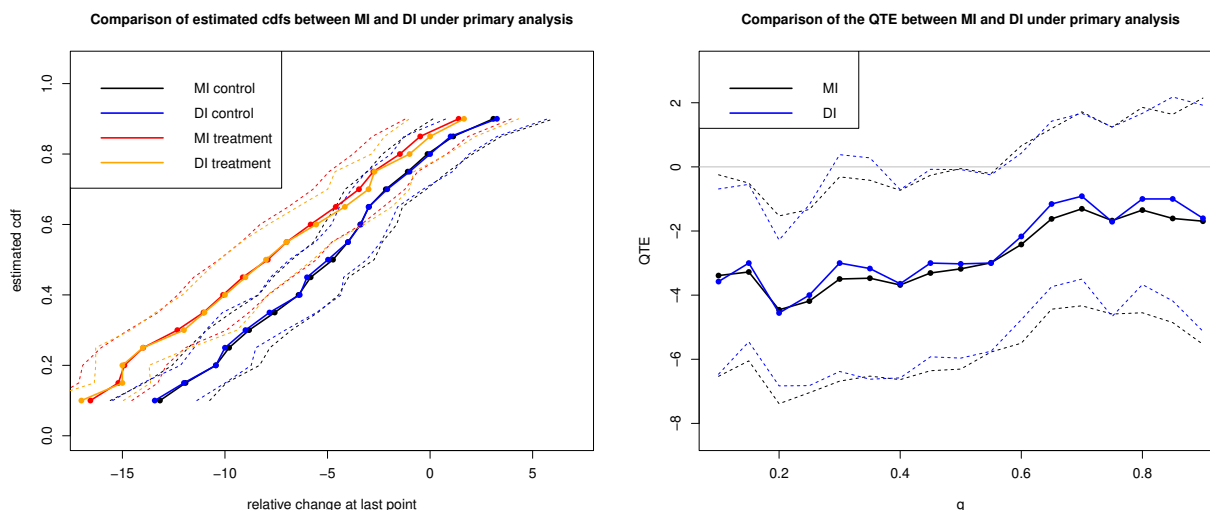 Comparison of estimated cdfs between MI and DI under primary analysis
MI control
DI control
MI treatment
DI treatment
1.0
0.8
0.6
0.4
0.2
0.0
estimated cdf
−15 −10 −5 0 5
relative change at last point
Comparison of the QTE between MI and DI under primary analysis
MI
DI
2
0
−2
−4
−6
−8
QTE
0.2 0.4 0.6 0.8
q